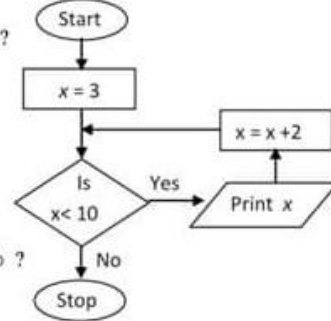 Start
?
x = 3
x = x +2
Is
x< 10
Yes
Print x
?
No
Stop